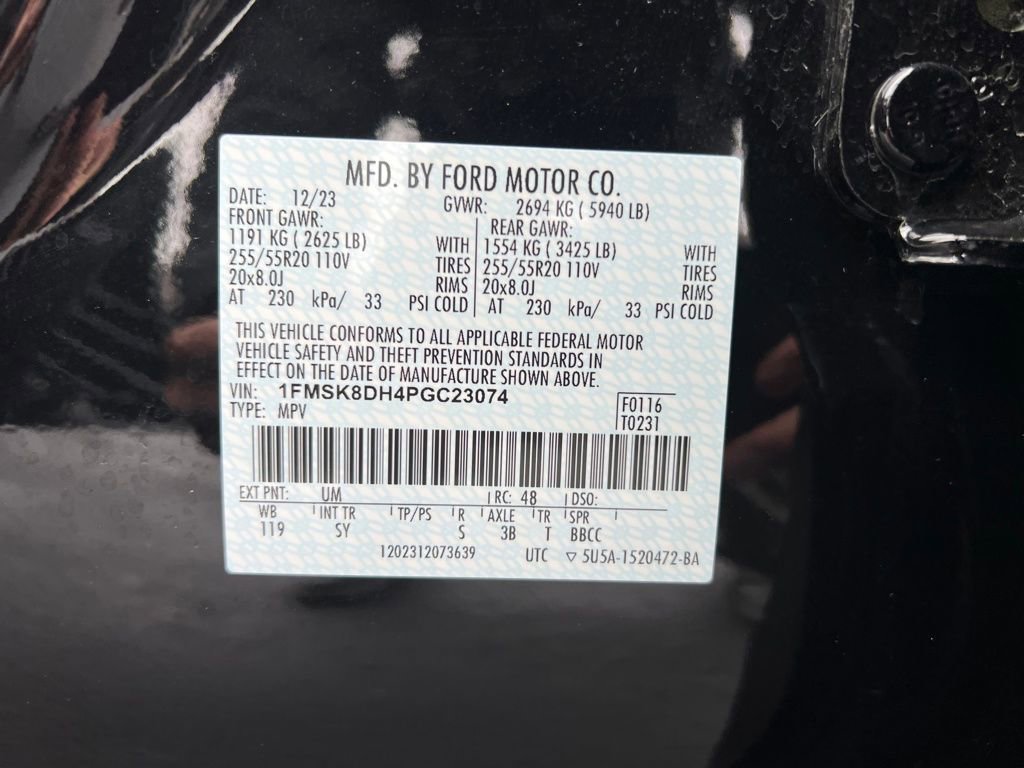 MFD. BY FORD MOTOR CO.
DATE: 12/23 GVWR: 2694 KG ( 5940 LB)
FRONT GAWR: REAR GAWR:
1191 KG ( 2625 LB) WITH 1554 KG ( 3425 LB) WITH
255/55R20 110V TIRES 255/55R20 110V TIRES
20x8.0J RIMS 20x8.0J RIMS
AT 230 kPa/ 33 PSI COLD AT 230 kPa/ 33 PSI COLD
THIS VEHICLE CONFORMS TO ALL APPLICABLE FEDERAL MOTOR
VEHICLE SAFETY AND THEFT PREVENTION STANDARDS IN
EFFECT ON THE DATE OF MANUFACTURE SHOWN ABOVE.
VIN: 1FMSK8DH4PGC23074
TYPE: MPV
F0116
T0231
EXT PNT: UM RC: 48 DSO:
WB INT TR TP/PS R AXLE TR SPR
119 SY S 3B T BBCC
1202312073639 UTC ▽ 5U5A-1520472-BA